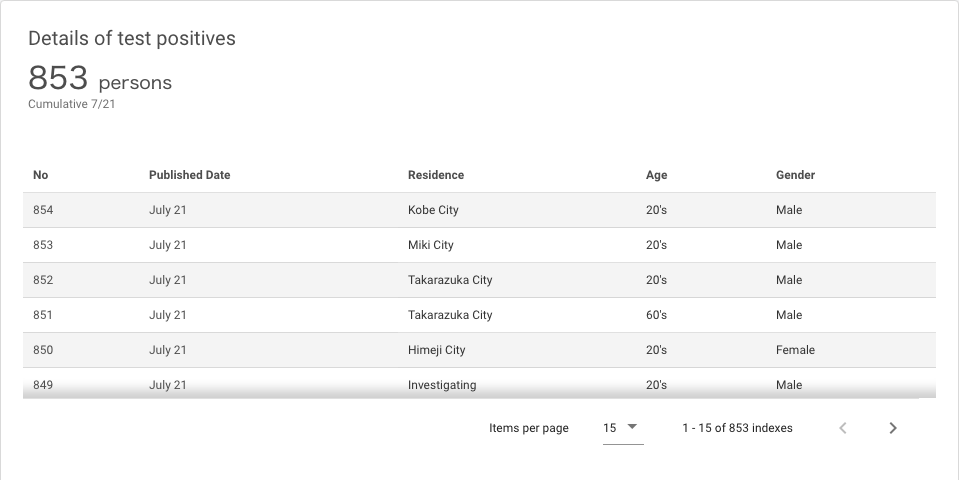 Details of test positives
853 persons
Cumulative 7/21
No Published Date Residence Age Gender
854 July 21 Kobe City 20's Male
853 July 21 Miki City 20's Male
852 July 21 Takarazuka City 20's Male
851 July 21 Takarazuka City 60's Male
850 July 21 Himeji City 20's Female
849 July 21 Investigating 20's Male
Items per page 15 1 - 15 of 853 indexes